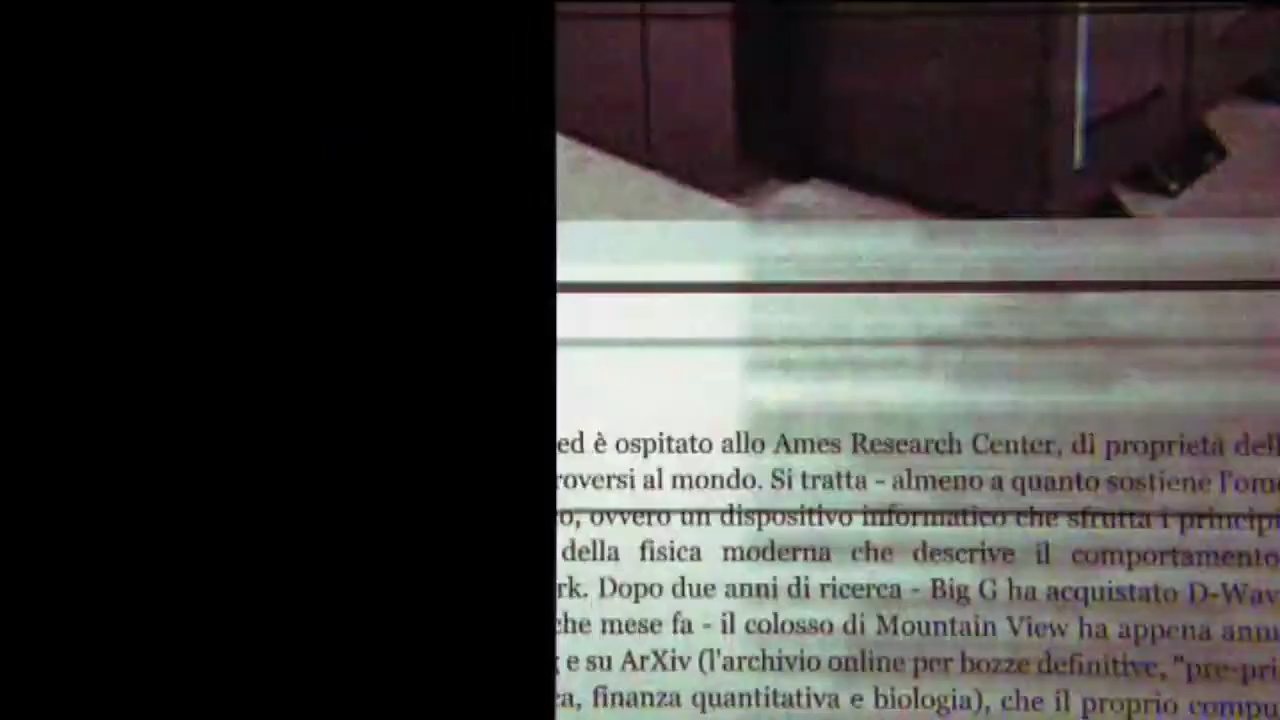 ed è ospitato allo Ames Research Center, di proprietà dell
roversi al mondo. Si tratta - almeno a quanto sostiene l'om
o, ovvero un dispositivo informatico che sfrutta i princip
della fisica moderna che descrive il comportamento
rk. Dopo due anni di ricerca - Big G ha acquistato D-Wav
che mese fa - il colosso di Mountain View ha appena ann
e su ArXiv (l'archivio online per bozze definitive, "pre-pri
a, finanza quantitativa e biologia), che il proprio compu